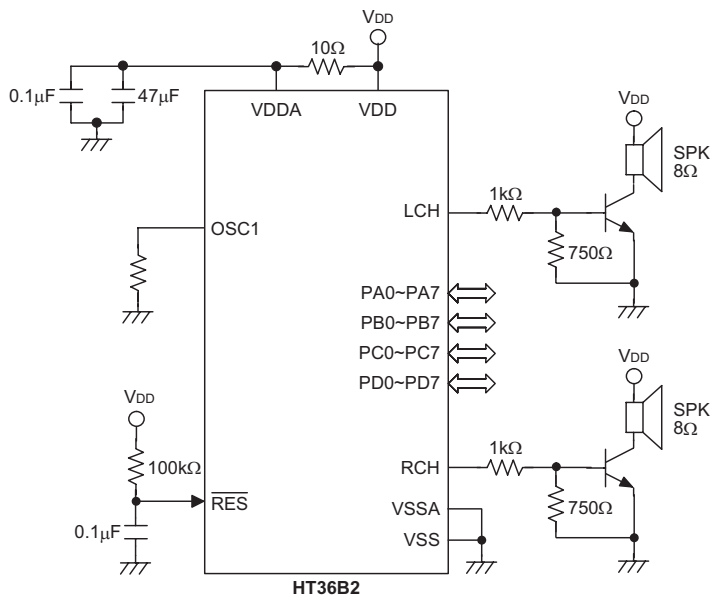 VDD
10Ω
0.1μF
47μF
VDDA
VDD
VDD
SPK
8Ω
1kΩ
LCH
OSC1
750Ω
PA0~PA7
PB0~PB7
PC0~PC7
PD0~PD7
VDD
VDD
SPK
8Ω
1kΩ
100kΩ
RCH
RES
750Ω
VSSA
0.1μF
VSS
HT36B2